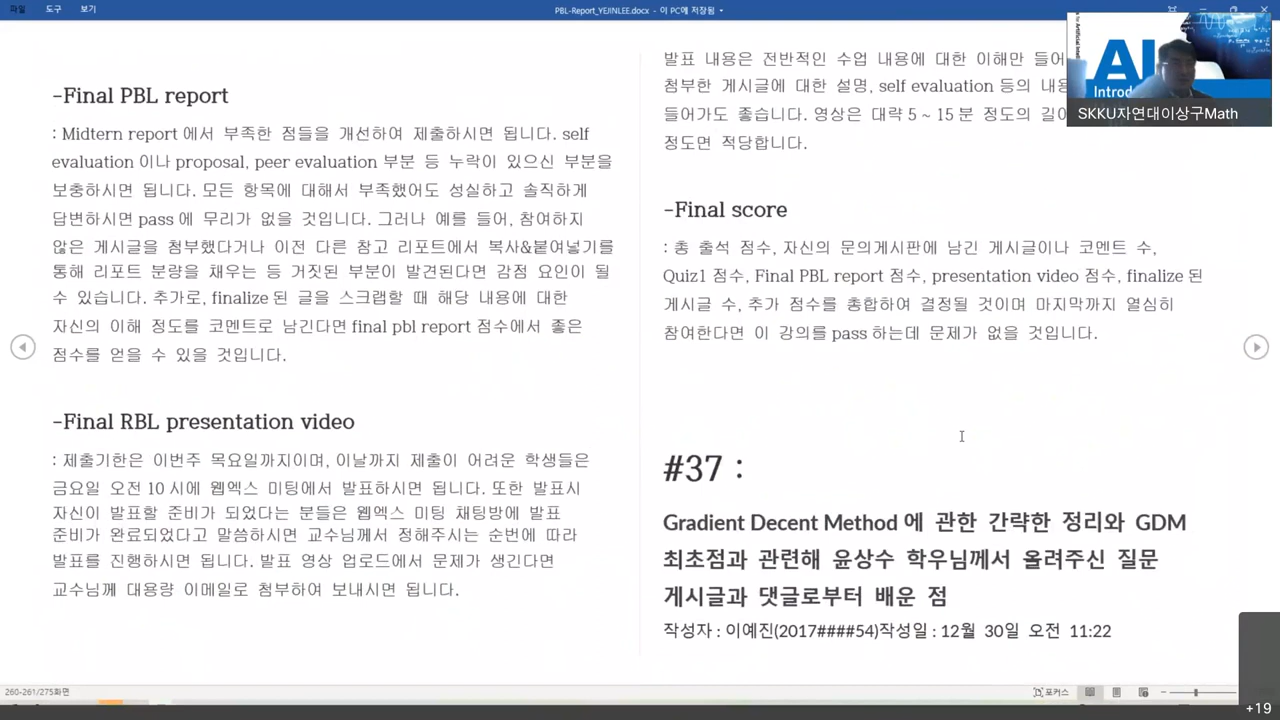 파일 도구 보기
PBL-Report_YEJINLEE.docx - 이 PC에 저장됨
-Final PBL report
: Midtern report 에서 부족한 점들을 개선하여 제출하시면 됩니다. self
evaluation 이나 proposal, peer evaluation 부분 등 누락이 있으신 부분을
보충하시면 됩니다. 모든 항목에 대해서 부족했어도 성실하고 솔직하게
답변하시면 pass 에 무리가 없을 것입니다. 그러나 예를 들어, 참여하지
않은 게시글을 첨부했다거나 이전 다른 참고 리포트에서 복사&붙여넣기를
통해 리포트 분량을 채우는 등 거짓된 부분이 발견된다면 감점 요인이 될
수 있습니다. 추가로, finalize 된 글을 스크랩할 때 해당 내용에 대한
자신의 이해 정도를 코멘트로 남긴다면 final pbl report 점수에서 좋은
점수를 얻을 수 있을 것입니다.
-Final RBL presentation video
: 제출기한은 이번주 목요일까지이며, 이날까지 제출이 어려운 학생들은
금요일 오전 10 시에 웹엑스 미팅에서 발표하시면 됩니다. 또한 발표시
자신이 발표할 준비가 되었다는 분들은 웹엑스 미팅 채팅방에 발표
준비가 완료되었다고 말씀하시면 교수님께서 정해주시는 순번에 따라
발표를 진행하시면 됩니다. 발표 영상 업로드에서 문제가 생긴다면
교수님께 대용량 이메일로 첨부하여 보내시면 됩니다.
발표 내용은 전반적인 수업 내용에 대한 이해만 들어
첨부한 게시글에 대한 설명, self evaluation 등의 내용
들어가도 좋습니다. 영상은 대략 5 ~ 15 분 정도의 길이
정도면 적당합니다.
-Final score
: 총 출석 점수, 자신의 문의게시판에 남긴 게시글이나 코멘트 수,
Quiz1 점수, Final PBL report 점수, presentation video 점수, finalize 된
게시글 수, 추가 점수를 총합하여 결정될 것이며 마지막까지 열심히
참여한다면 이 강의를 pass 하는데 문제가 없을 것입니다.
#37 :
Gradient Decent Method 에 관한 간략한 정리와 GDM
최초점과 관련해 윤상수 학우님께서 올려주신 질문
게시글과 댓글로부터 배운 점
작성자 : 이예진(2017####54)작성일 : 12월 30일 오전 11:22
AI
Introd
SKKU자연대이상구Math
260-261/275화면
포커스
+19